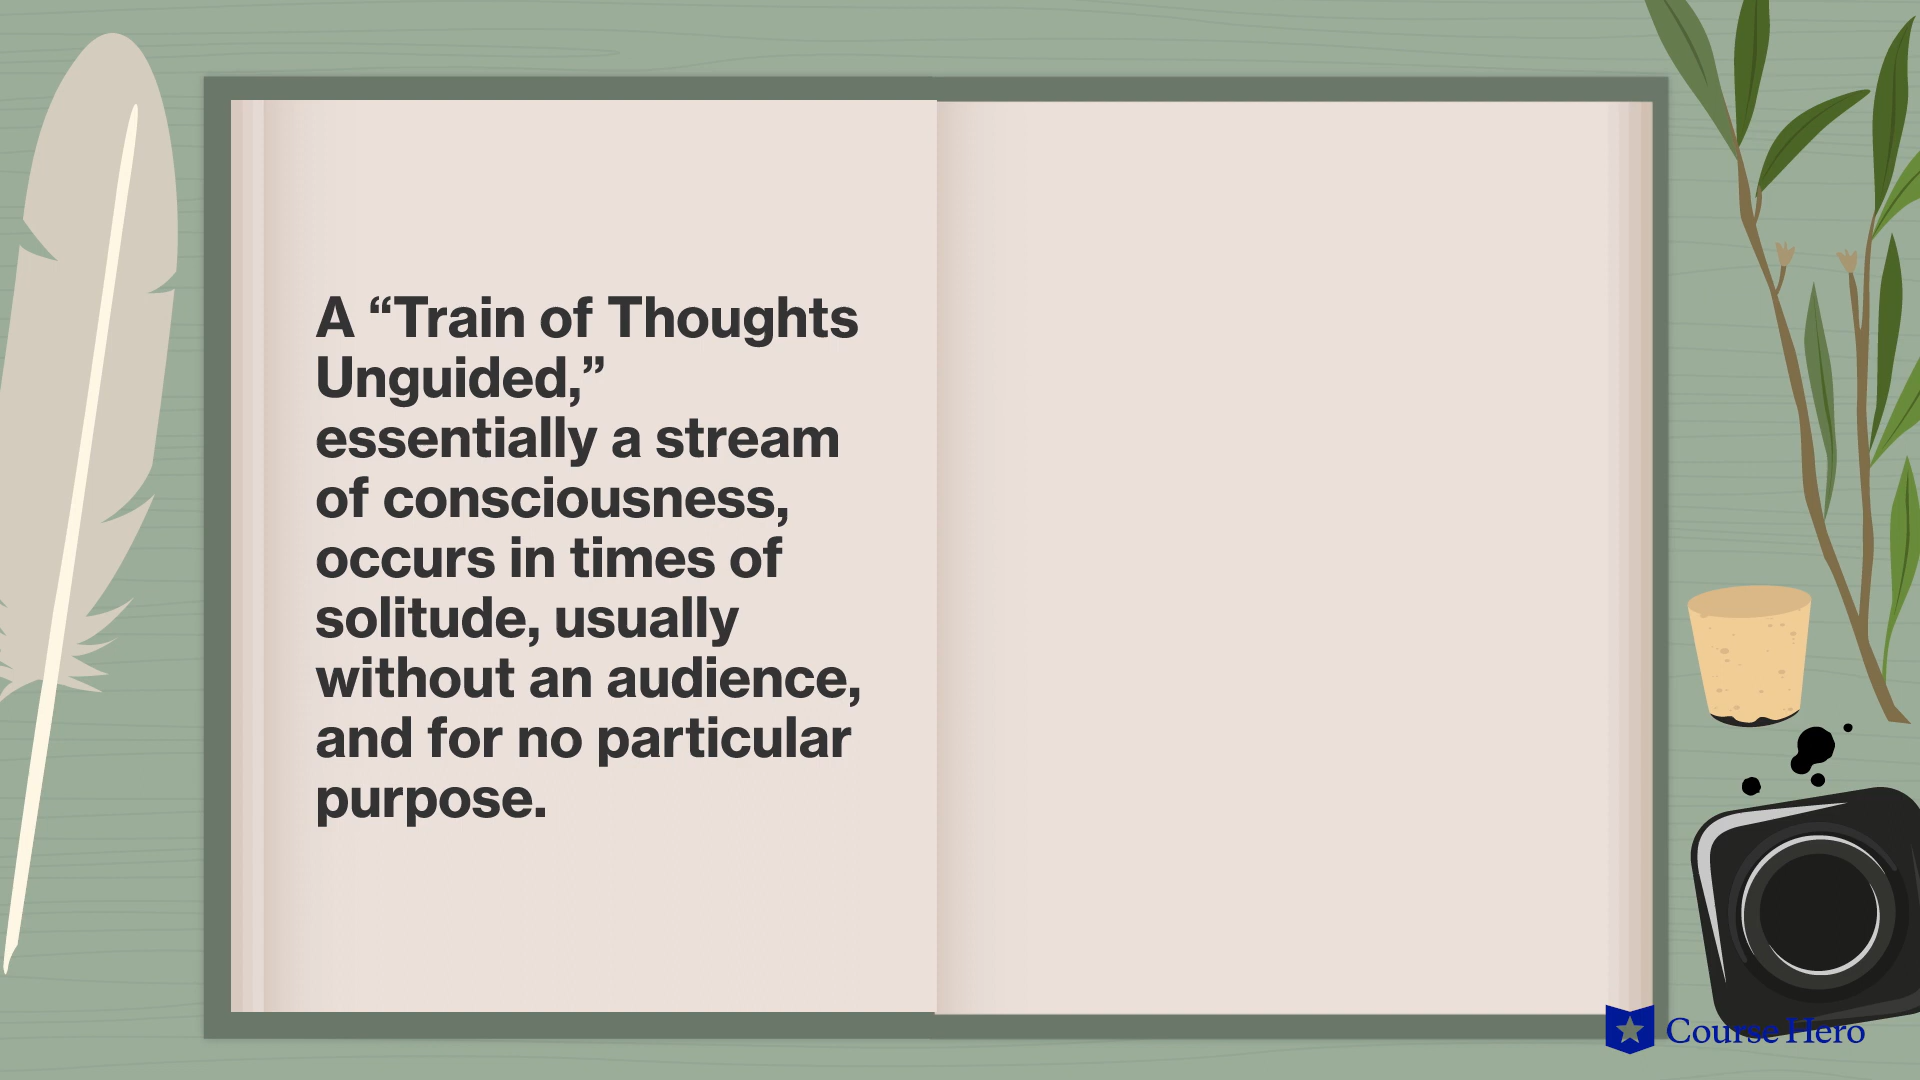 A “Train of Thoughts
Unguided,”
essentially a stream
of consciousness,
occurs in times of
solitude, usually
without an audience,
and for no particular
purpose.
Course Hero